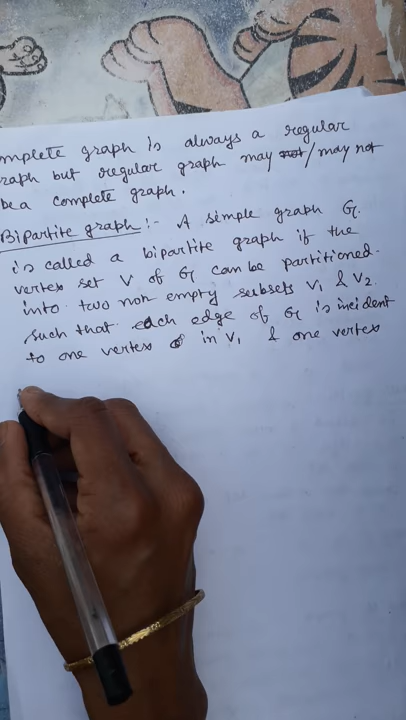 omplete graph is always a regular
raph but regular graph may / may not
be a complete graph.
Bipartite graph :- A simple graph G
is called a bipartite graph if the
vertex set V of G can be partitioned
into two non empty subsets V1 & V2
such that each edge of G is incident
to one vertex in V1 & one vertex